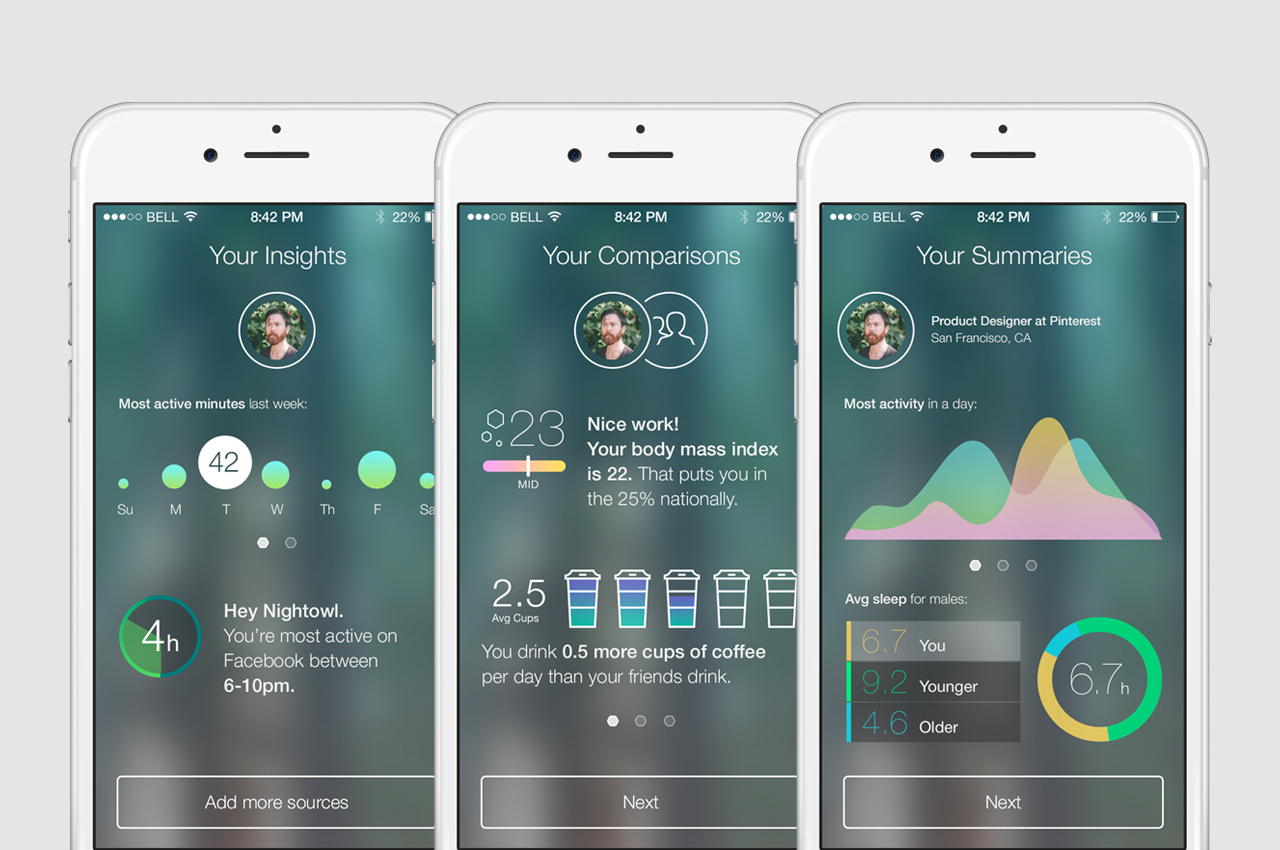 BELL 8:42 PM 22%
Your Insights
Most active minutes last week:
42
Su M T W Th F Sa
4h
Hey Nightowl.
You're most active on
Facebook between
6-10pm.
Add more sources
BELL 8:42 PM 22%
Your Comparisons
23
MID
Nice work!
Your body mass index
is 22. That puts you in
the 25% nationally.
2.5
Avg Cups
You drink 0.5 more cups of coffee
per day than your friends drink.
Next
BELL 8:42 PM 22%
Your Summaries
Product Designer at Pinterest
San Francisco, CA
Most activity in a day:
Avg sleep for males:
6.7 You
9.2 Younger
4.6 Older
6.7h
Next